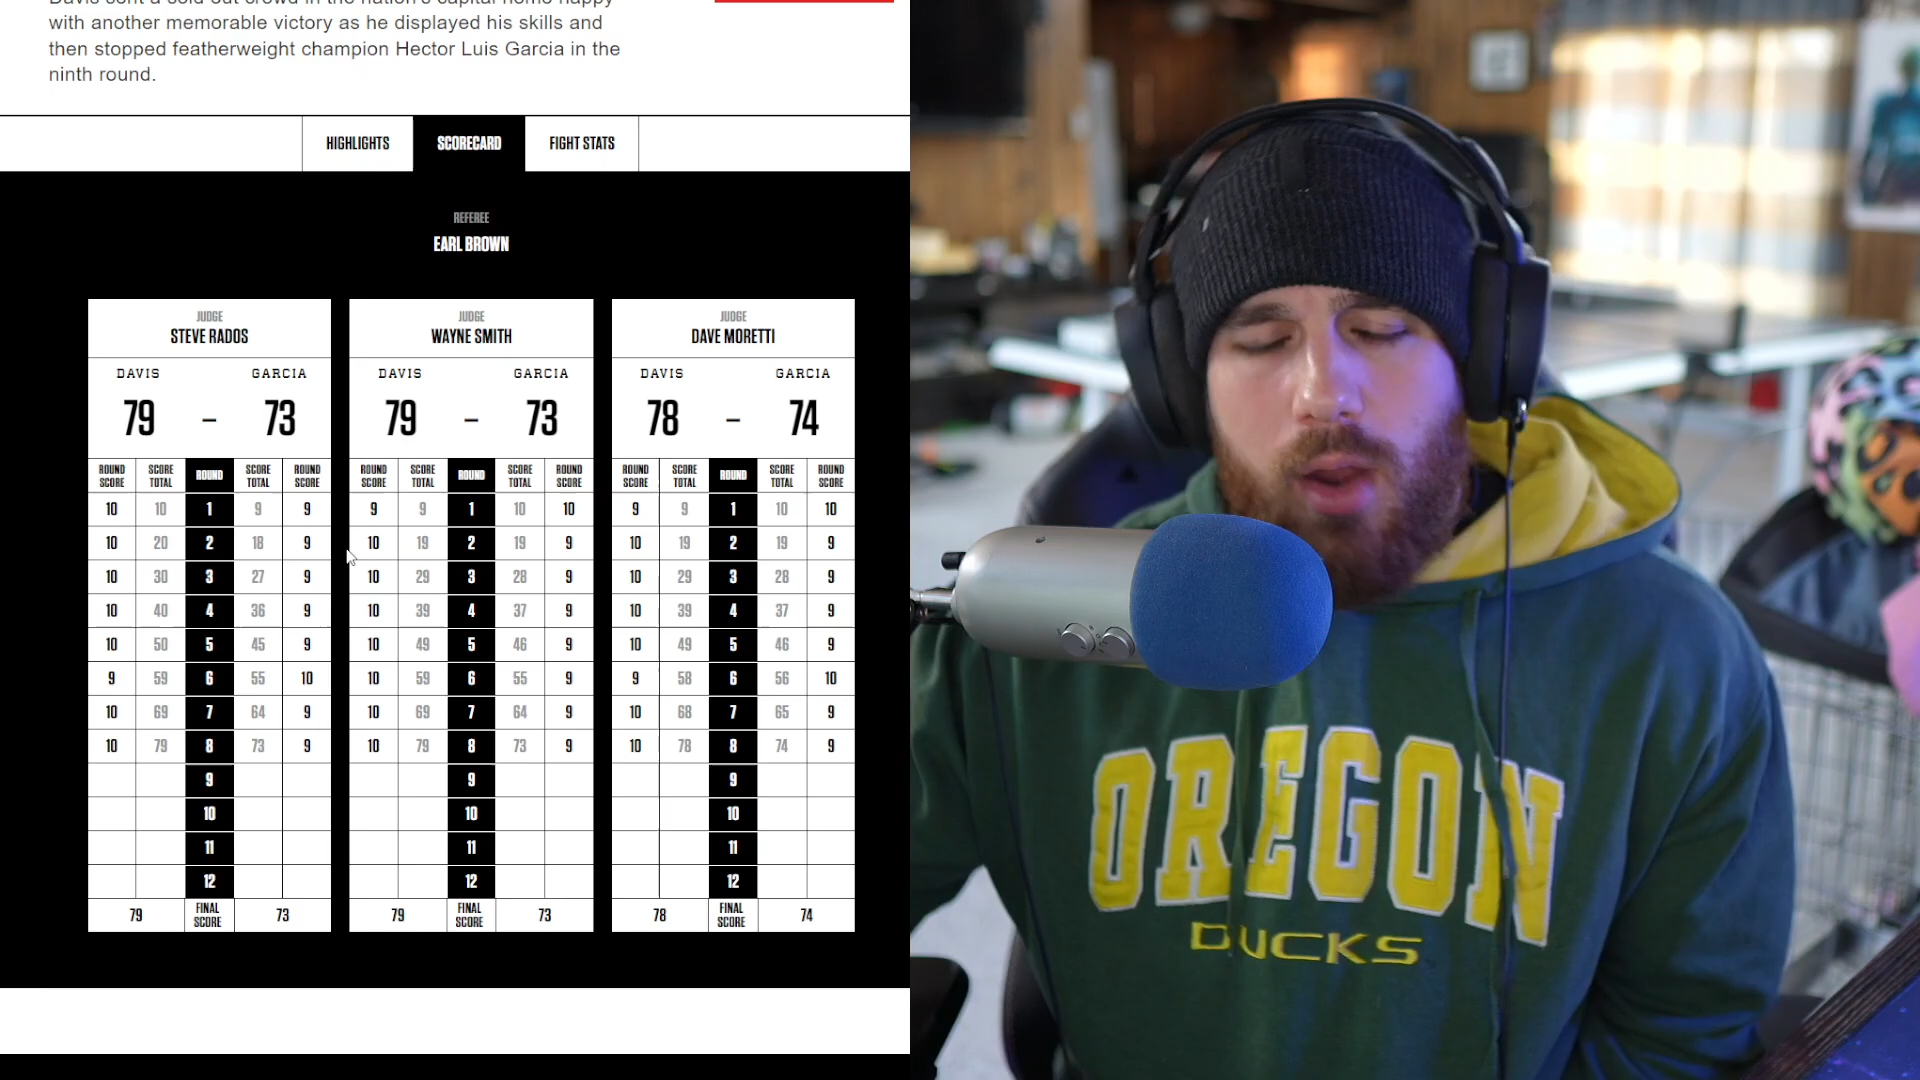 Davis sent a sold-out crowd in the nation's capital home happy
with another memorable victory as he displayed his skills and
then stopped featherweight champion Hector Luis Garcia in the
ninth round.
HIGHLIGHTS SCORECARD FIGHT STATS
REFEREE
EARL BROWN
JUDGE JUDGE JUDGE
STEVE RADOS WAYNE SMITH DAVE MORETTI
DAVIS GARCIA DAVIS GARCIA DAVIS GARCIA
79 – 73 79 – 73 78 – 74
ROUND SCORE ROUND SCORE ROUND ROUND SCORE ROUND SCORE ROUND ROUND SCORE ROUND SCORE ROUND
SCORE TOTAL TOTAL SCORE SCORE TOTAL TOTAL SCORE SCORE TOTAL TOTAL SCORE
10 10 1 9 9 9 9 1 10 10 9 9 1 10 10
10 20 2 18 9 10 19 2 19 9 10 19 2 19 9
10 30 3 27 9 10 29 3 28 9 10 29 3 28 9
10 40 4 36 9 10 39 4 37 9 10 39 4 37 9
10 50 5 45 9 10 49 5 46 9 10 49 5 46 9
9 59 6 55 10 10 59 6 55 9 9 58 6 56 10
10 69 7 64 9 10 69 7 64 9 10 68 7 65 9
10 79 8 73 9 10 79 8 73 9 10 78 8 74 9
9 9 9
10 10 10
11 11 11
12 12 12
79 FINAL SCORE 73 79 FINAL SCORE 73 78 FINAL SCORE 74
OREGON
DUCKS